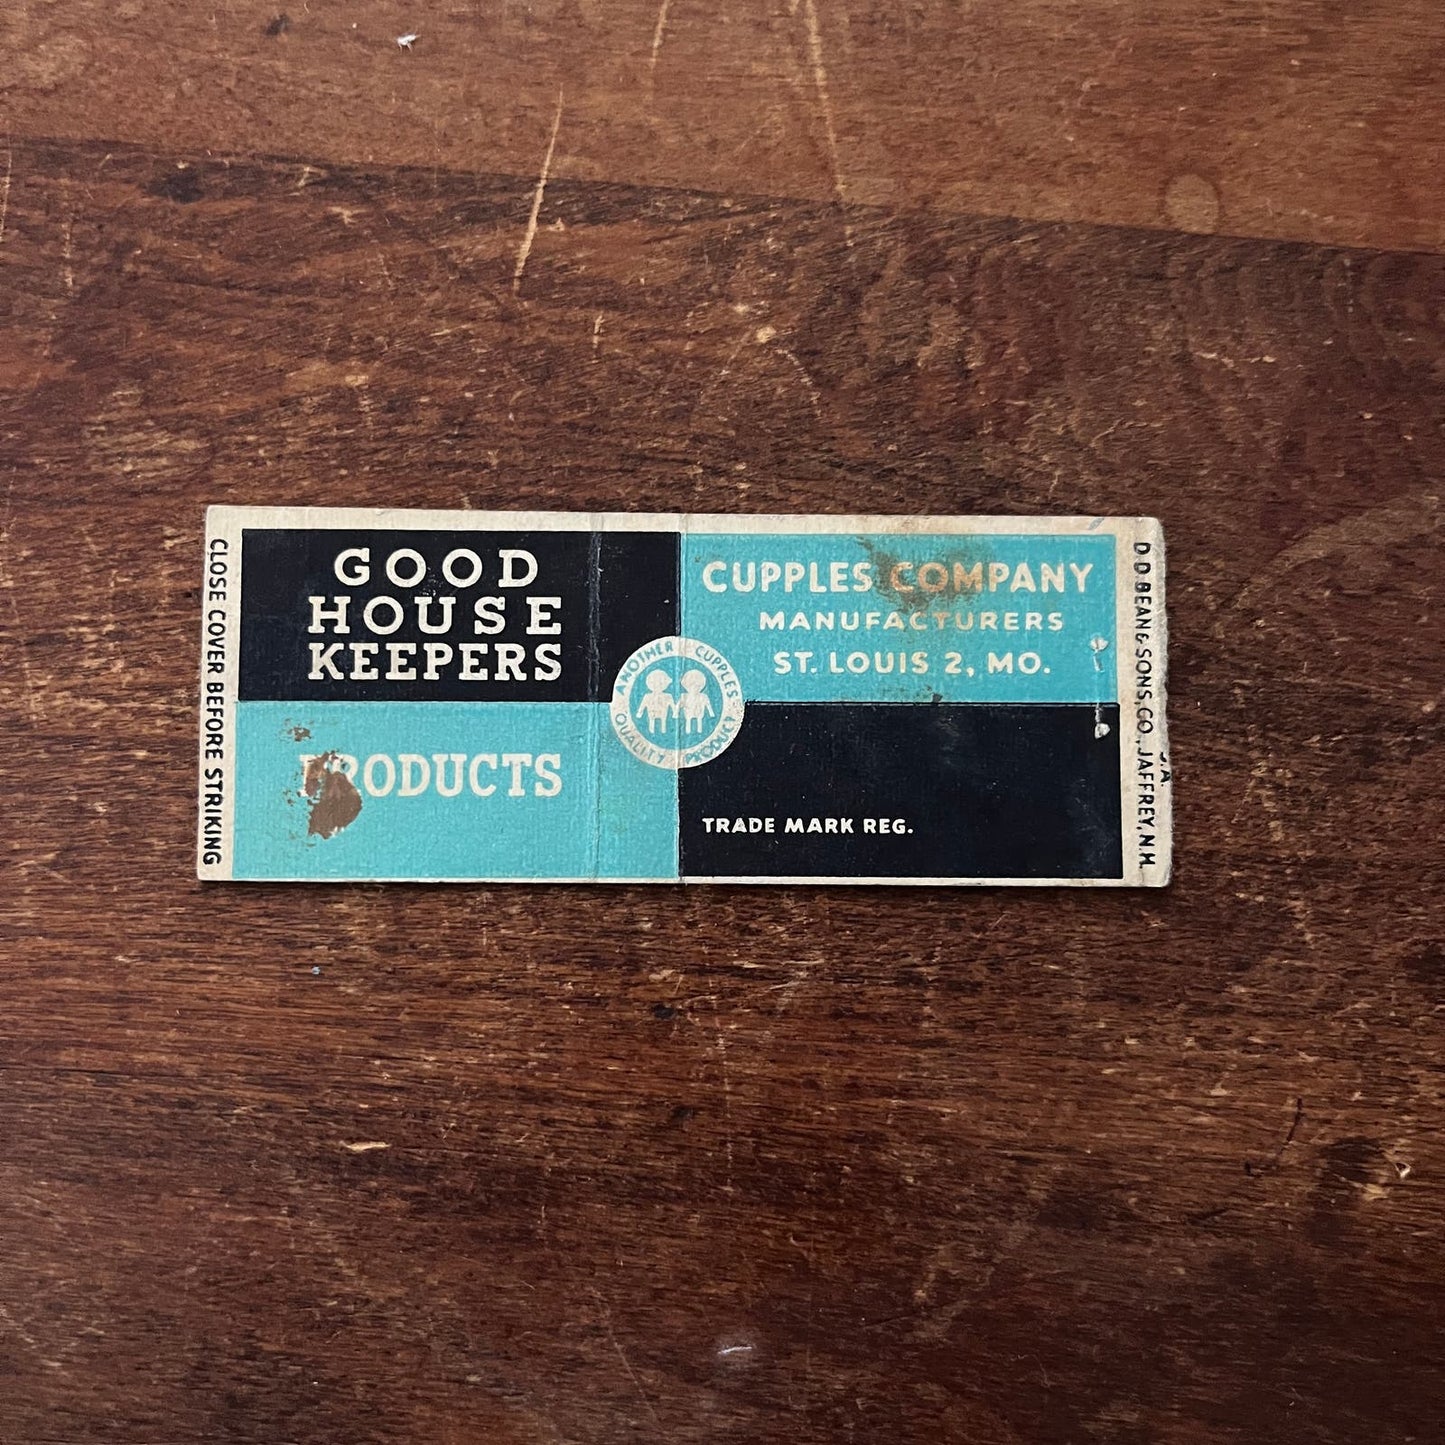 CLOSE COVER BEFORE STRIKING
GOOD
HOUSE
KEEPERS
PRODUCTS
ANOTHER CUPPLES
QUALITY PRODUCT
CUPPLES COMPANY
MANUFACTURERS
ST. LOUIS 2, MO.
TRADE MARK REG.
D.D. BEAN & SONS, CO., JAFFREY, N.H.